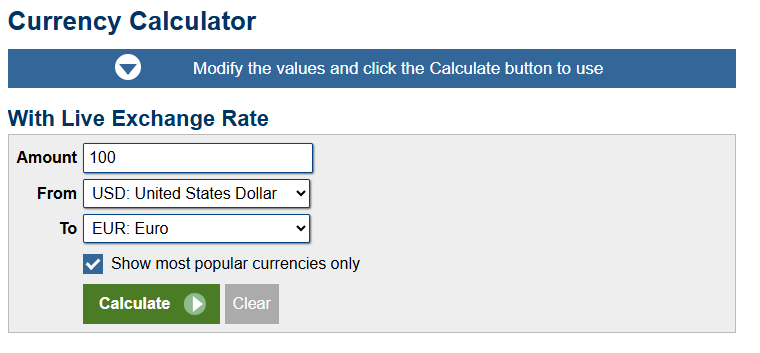 Currency Calculator
Modify the values and click the Calculate button to use
With Live Exchange Rate
Amount 100
From USD: United States Dollar
To EUR: Euro
Show most popular currencies only
Calculate Clear